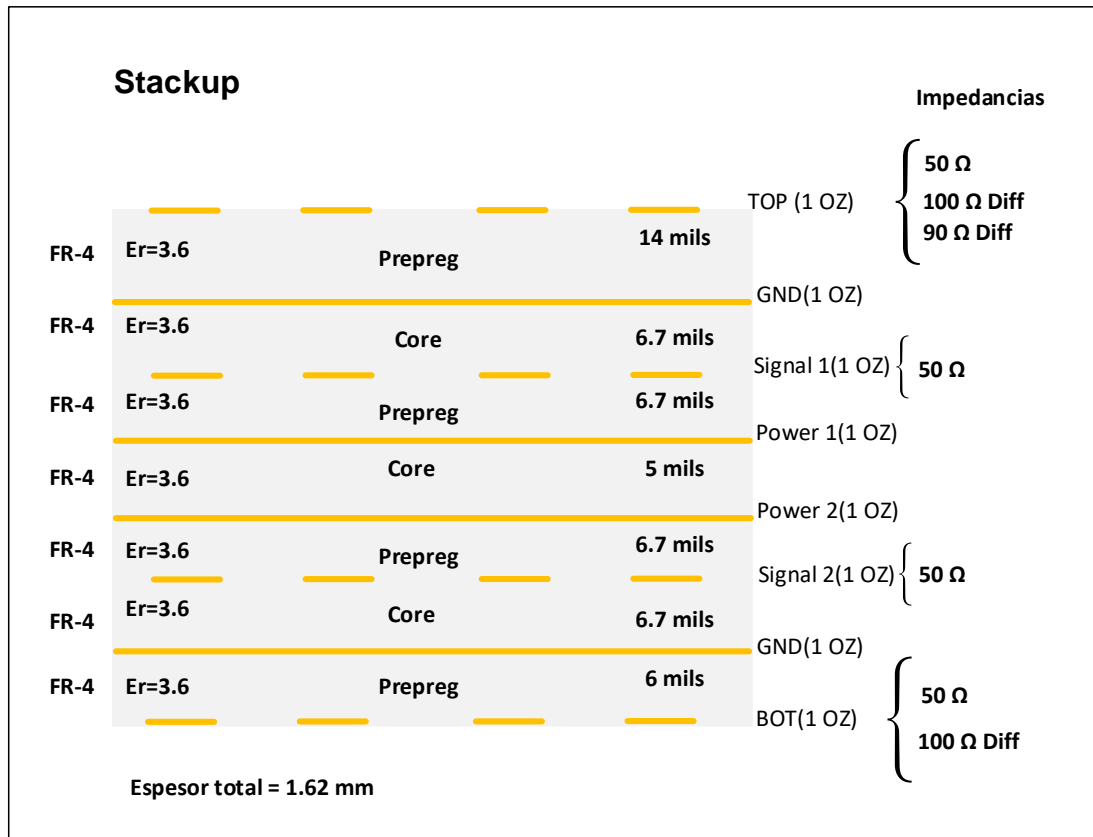 Stackup
Impedancias
50 Ω
TOP (1 OZ)
100 Ω Diff
90 Ω Diff
FR-4 Er=3.6 Prepreg 14 mils
GND(1 OZ)
FR-4 Er=3.6 Core 6.7 mils
Signal 1(1 OZ) 50 Ω
FR-4 Er=3.6 Prepreg 6.7 mils
Power 1(1 OZ)
FR-4 Er=3.6 Core 5 mils
Power 2(1 OZ)
FR-4 Er=3.6 Prepreg 6.7 mils
Signal 2(1 OZ) 50 Ω
FR-4 Er=3.6 Core 6.7 mils
GND(1 OZ)
FR-4 Er=3.6 Prepreg 6 mils
50 Ω
BOT(1 OZ)
100 Ω Diff
Espesor total = 1.62 mm